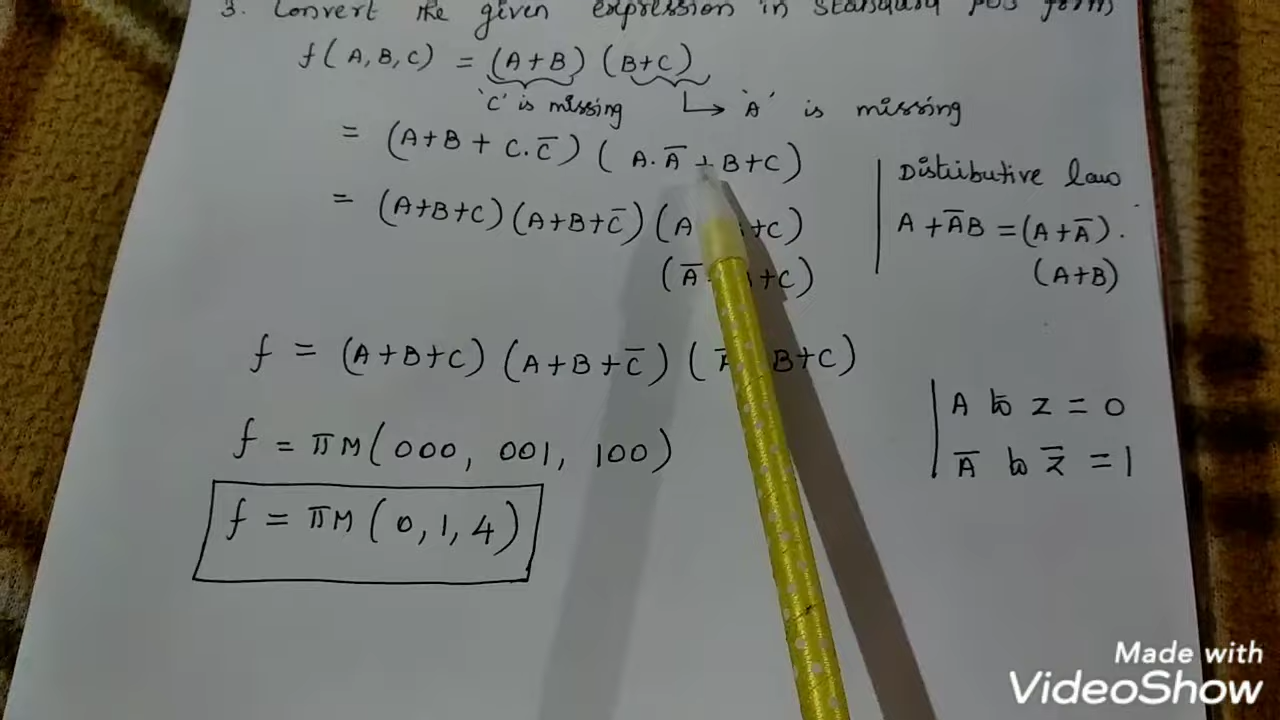 3. Convert the given expression in standard POS form
f(A,B,C) = (A+B) (B+C)
'C' is missing 'A' is missing
= (A+B + C.C̅) ( A.A̅ + B+C)
= (A+B+C) (A+B+C̅) (A +C)
(A̅ +C)
Distributive law
A + A̅B = (A+A̅).
(A+B)
f = (A+B+C) (A+B+C̅) ( B+C)
f = πM(000, 001, 100)
f = πM(0,1,4)
A to Z = 0
A̅ to Z̅ = 1
Made with
VideoShow